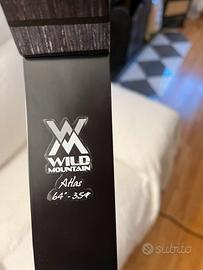 WILD
MOUNTAIN
Atlas
64"-35#
subito